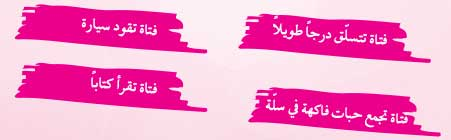 فتاة تتسلّق درجاً طويلاً
فتاة تقود سيارة
فتاة تجمع حبات فاكهة في سلّة
فتاة تقرأ كتاباً